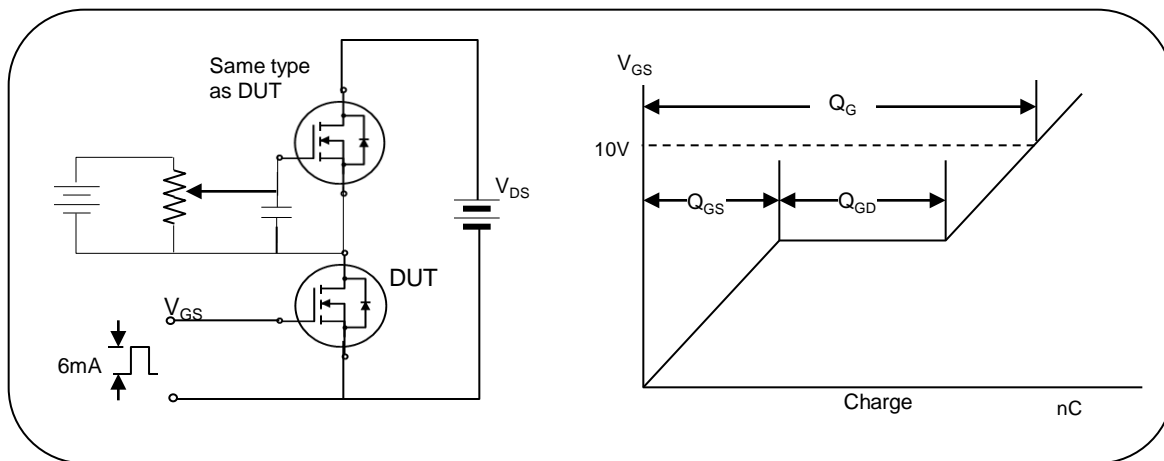 Same type
as DUT
V_DS
DUT
V_GS
6mA
V_GS
Q_G
10V
Q_GS
Q_GD
Charge
nC